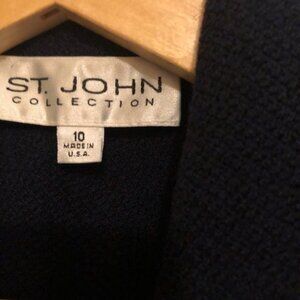 ST. JOHN
COLLECTION
10
MADE IN
U.S.A.